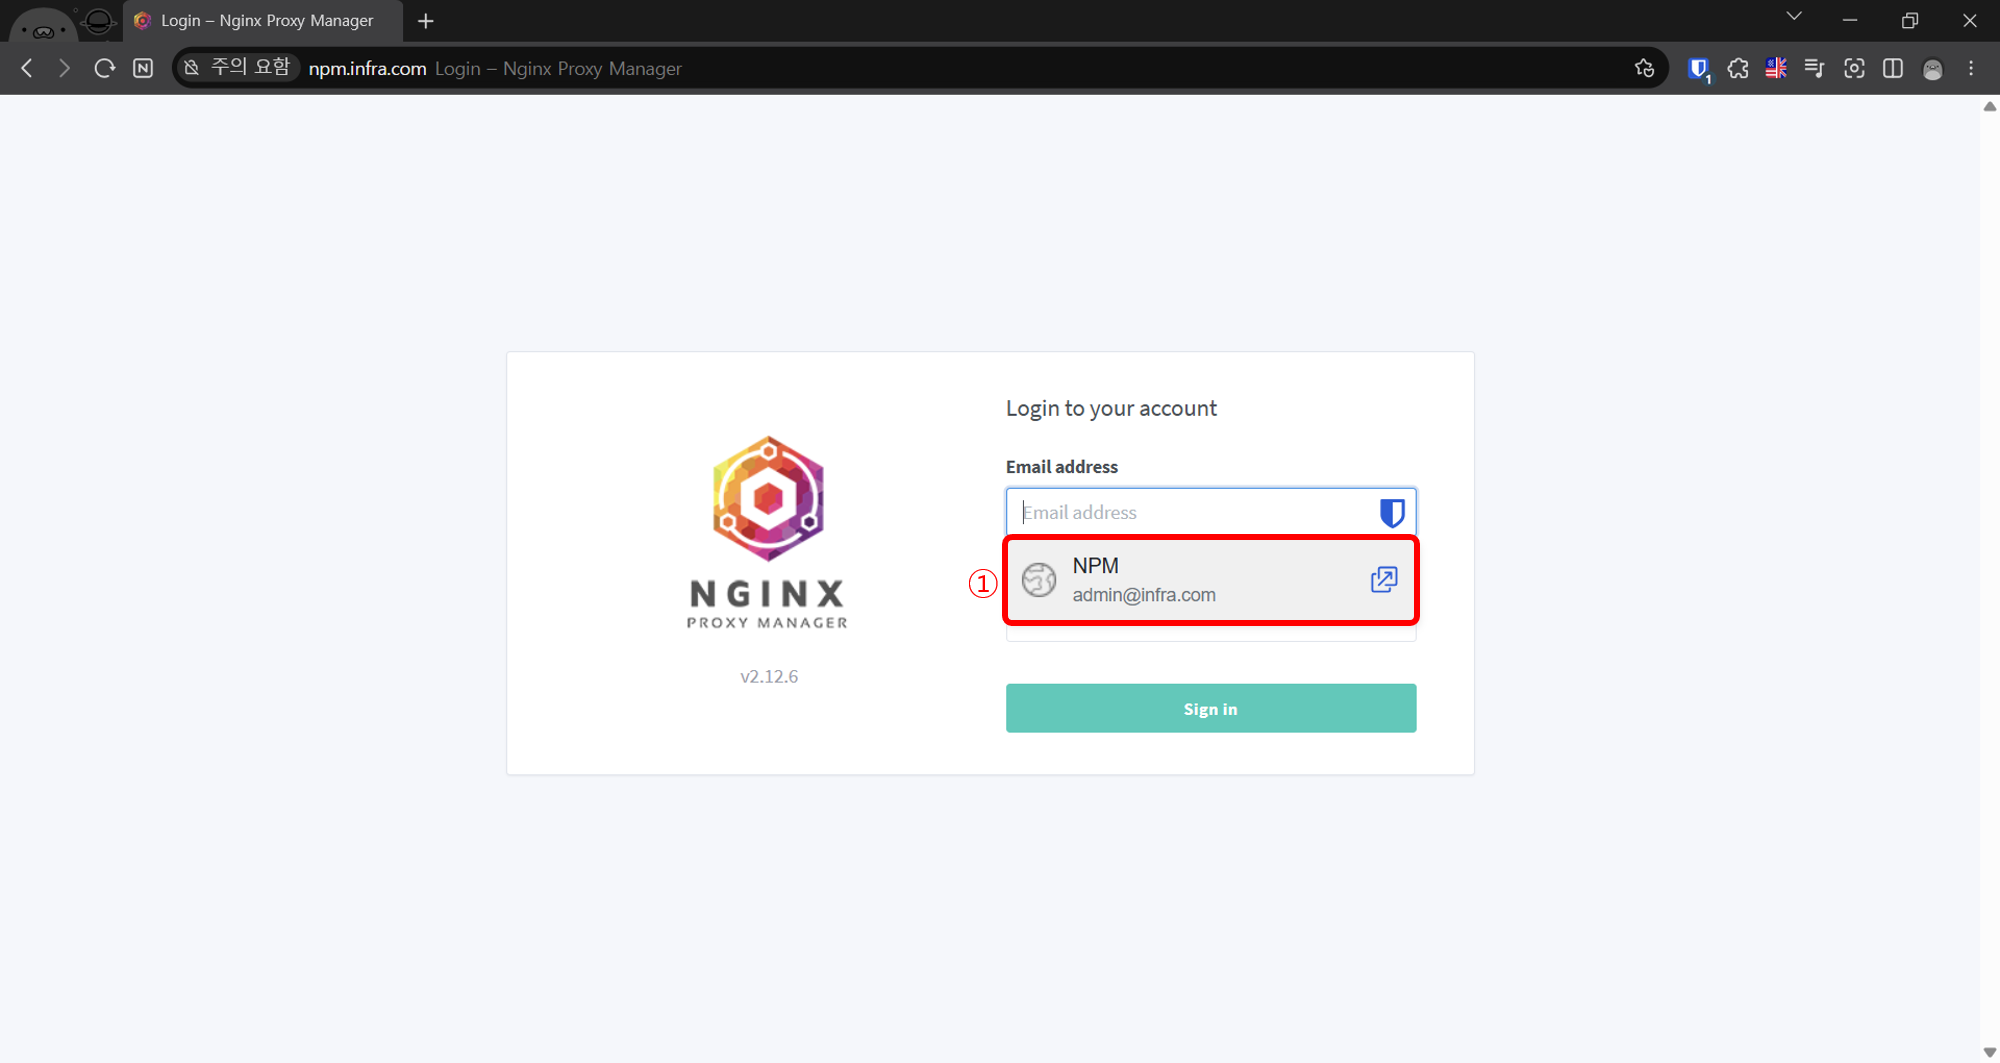 Login – Nginx Proxy Manager
주의 요함 npm.infra.com Login – Nginx Proxy Manager
1
Login to your account
Email address
Email address
① NPM
admin@infra.com
NGINX
PROXY MANAGER
v2.12.6
Sign in